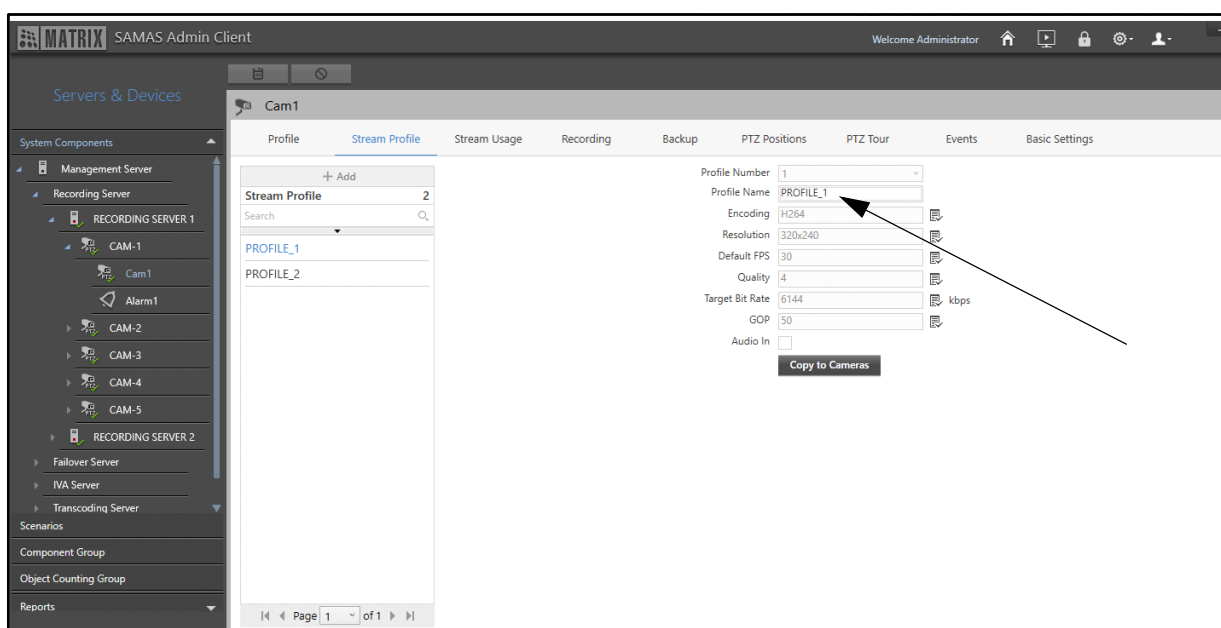 MATRIX SAMAS Admin Client
Welcome Administrator
Servers & Devices
System Components
Management Server
Recording Server
RECORDING SERVER 1
CAM-1
Cam1
Alarm1
CAM-2
CAM-3
CAM-4
CAM-5
RECORDING SERVER 2
Failover Server
IVA Server
Transcoding Server
Scenarios
Component Group
Object Counting Group
Reports
Cam1
Profile Stream Profile Stream Usage Recording Backup PTZ Positions PTZ Tour Events Basic Settings
+ Add
Stream Profile 2
Search
PROFILE_1
PROFILE_2
Page 1 of 1
Profile Number 1
Profile Name PROFILE_1
Encoding H264
Resolution 320x240
Default FPS 30
Quality 4
Target Bit Rate 6144 kbps
GOP 50
Audio In
Copy to Cameras